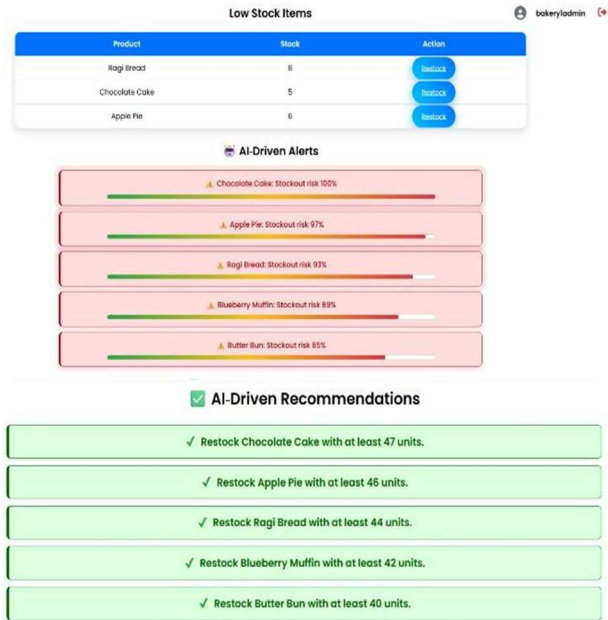 Low Stock Items
bakery1admin
Product Stock Action
Ragi Bread 8 Restock
Chocolate Cake 5 Restock
Apple Pie 6 Restock
AI-Driven Alerts
Chocolate Cake: Stockout risk 100%
Apple Pie: Stockout risk 97%
Ragi Bread: Stockout risk 93%
Blueberry Muffin: Stockout risk 89%
Butter Bun: Stockout risk 85%
AI-Driven Recommendations
Restock Chocolate Cake with at least 47 units.
Restock Apple Pie with at least 46 units.
Restock Ragi Bread with at least 44 units.
Restock Blueberry Muffin with at least 42 units.
Restock Butter Bun with at least 40 units.